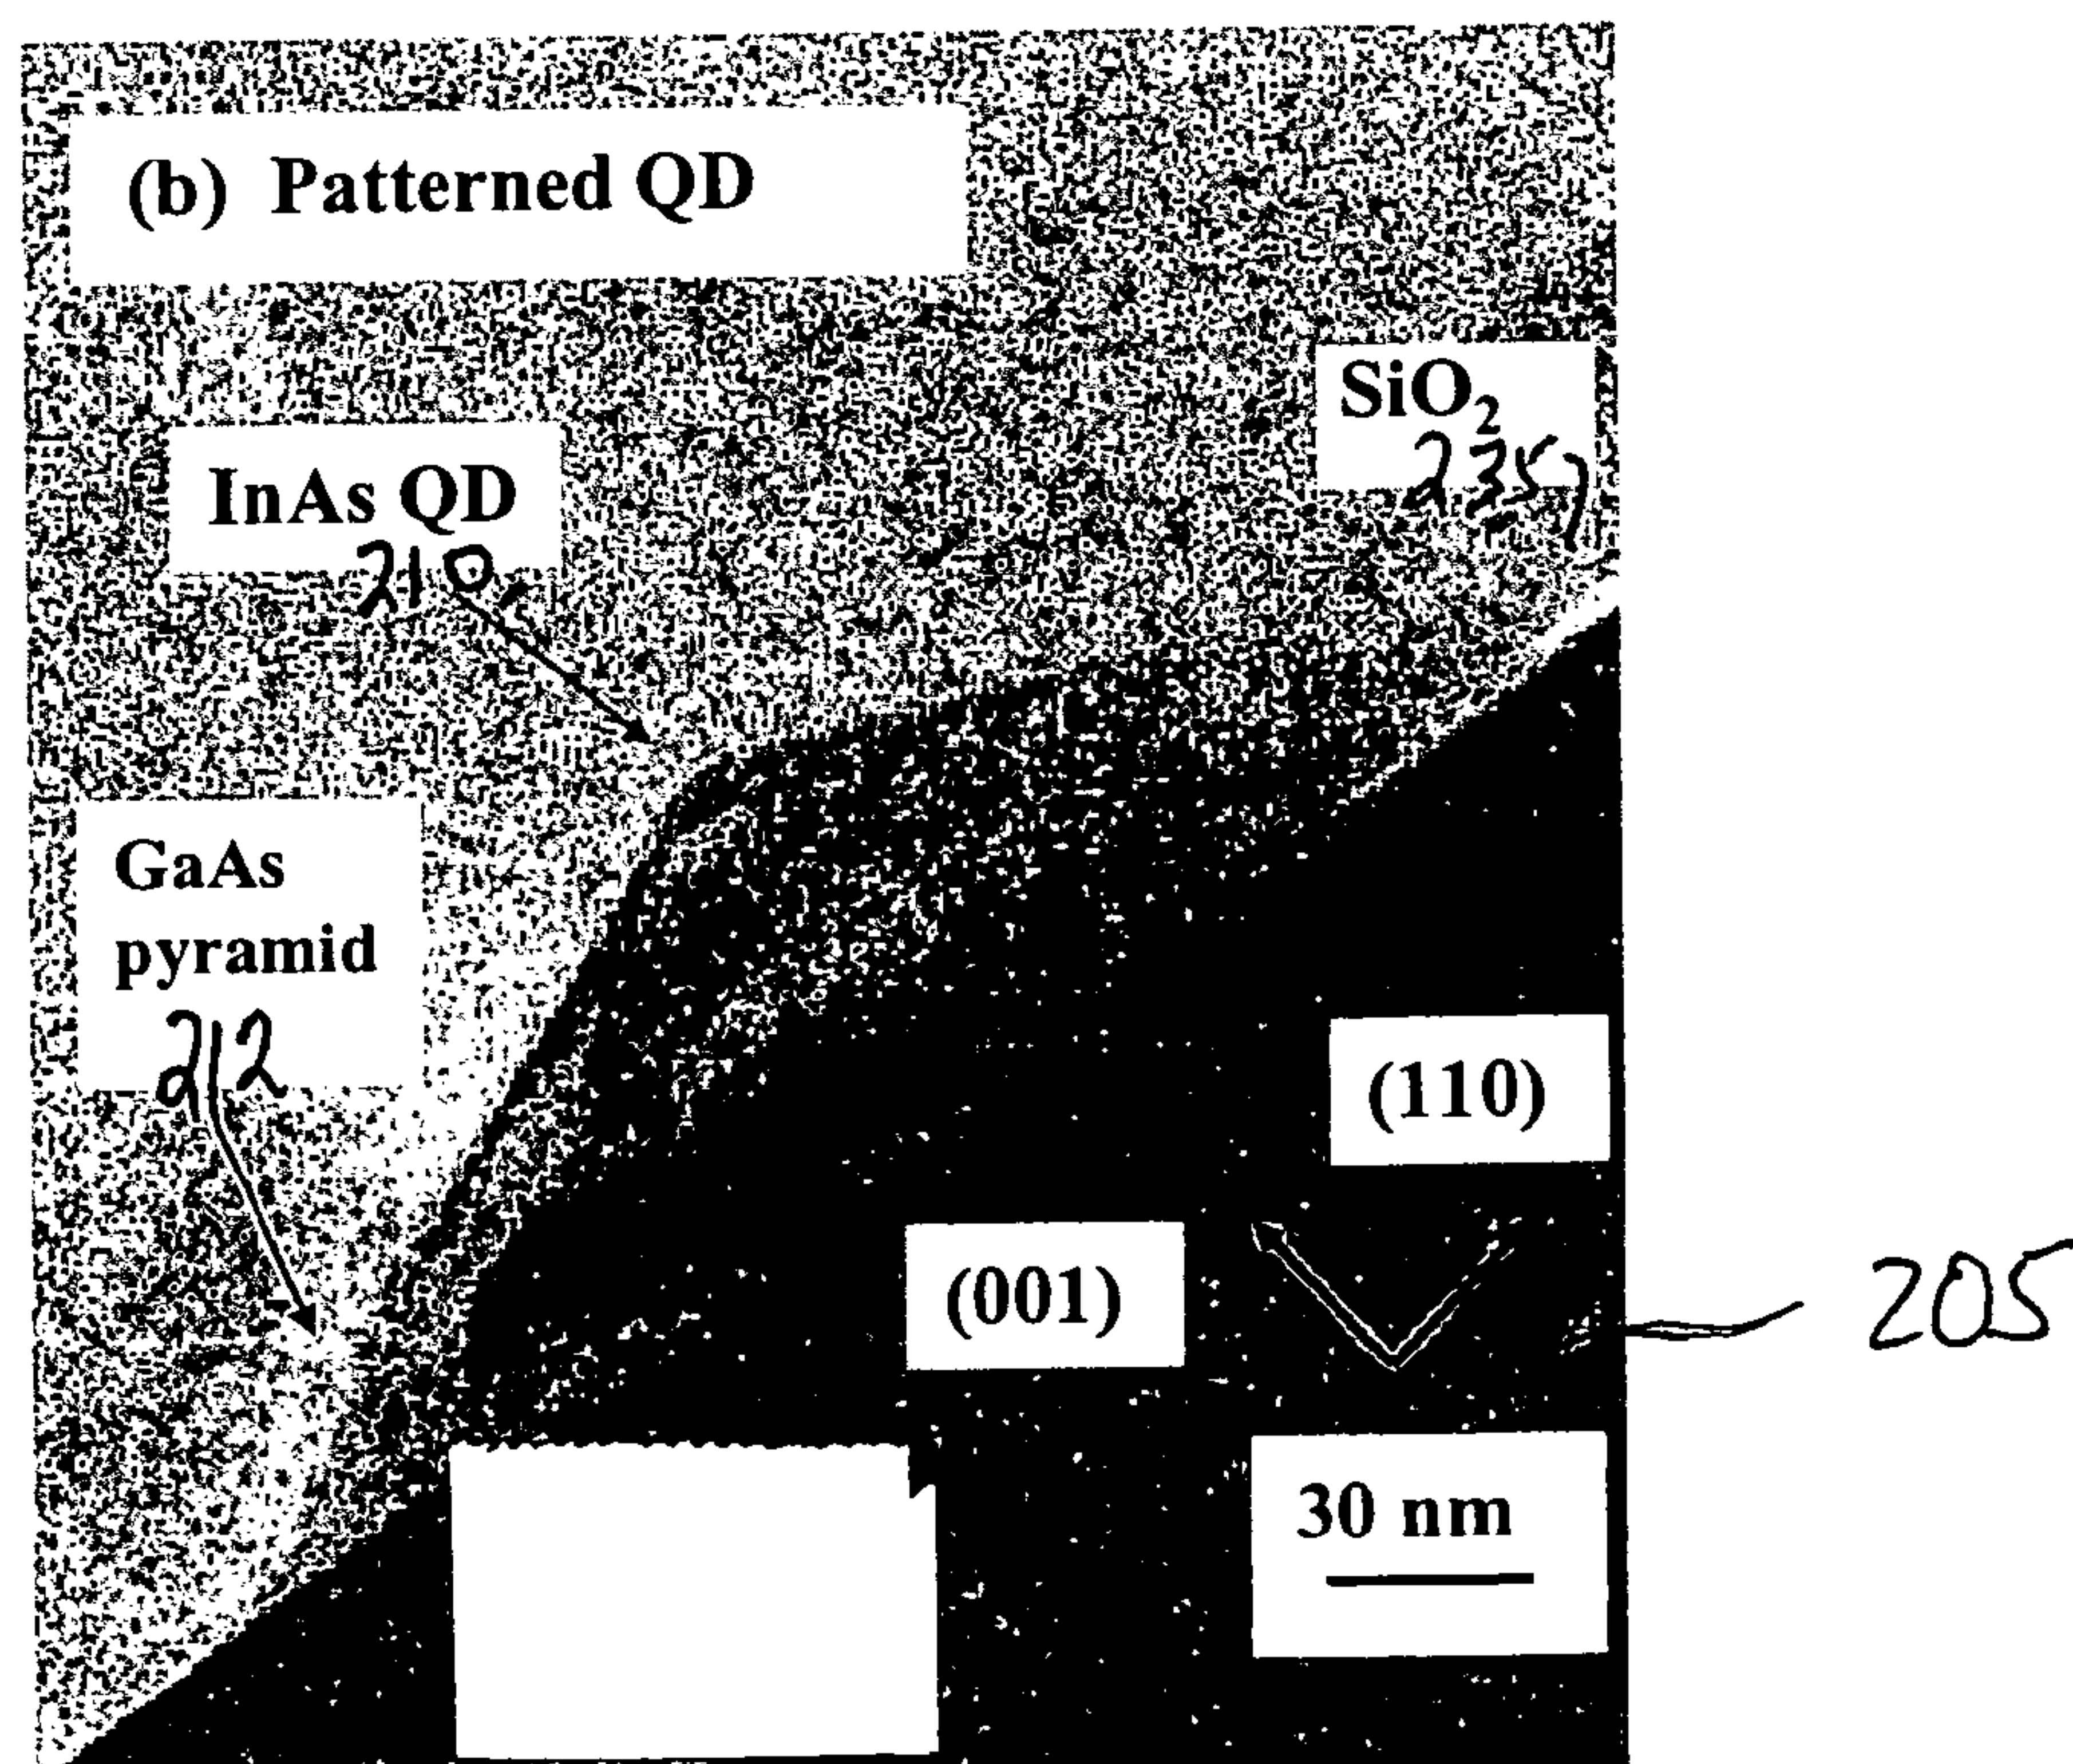 (b) Patterned QD
SiO₂
235
InAs QD
210
GaAs
pyramid
212
(110)
(001)
205
30 nm